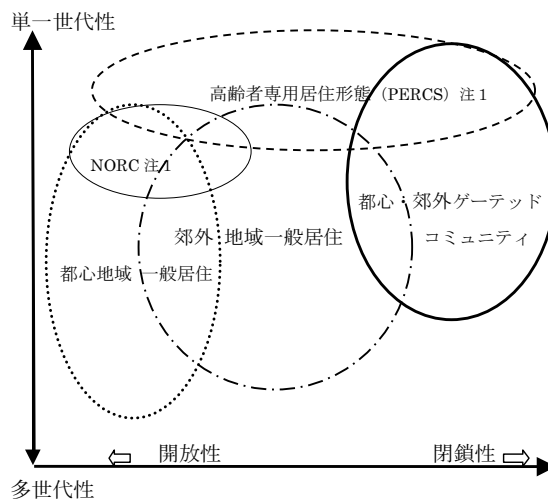 単一世代性
高齢者専用居住形態（PERCS）注１
NORC 注１
都心・郊外ゲーテッド
コミュニティ
郊外 地域一般居住
都心地域 一般居住
開放性
閉鎖性
多世代性